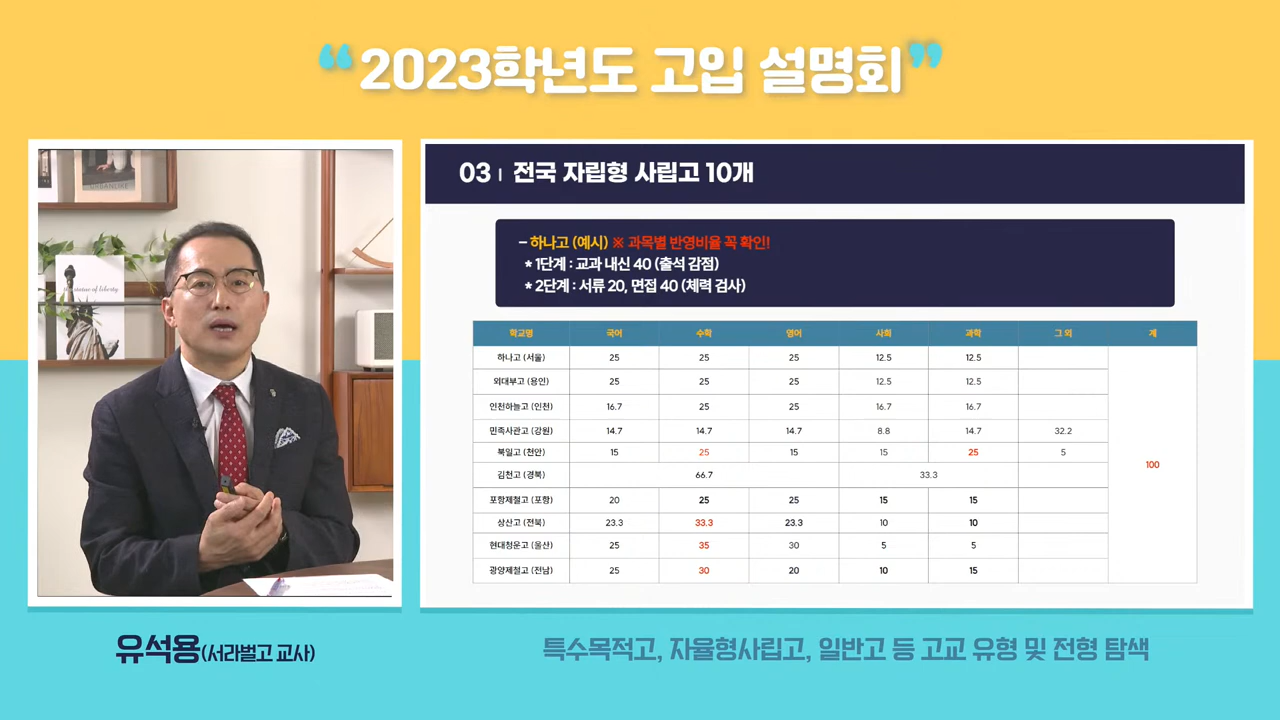 “2023학년도 고입 설명회”
03 | 전국 자립형 사립고 10개
– 하나고 (예시) ※ 과목별 반영비율 꼭 확인!
* 1단계 : 교과 내신 40 (출석 감점)
* 2단계 : 서류 20, 면접 40 (체력 검사)
학교명 국어 수학 영어 사회 과학 그 외 계
하나고 (서울) 25 25 25 12.5 12.5
외대부고 (용인) 25 25 25 12.5 12.5
인천하늘고 (인천) 16.7 25 25 16.7 16.7
민족사관고 (강원) 14.7 14.7 14.7 8.8 14.7 32.2
북일고 (천안) 15 25 15 15 25 5
100
김천고 (경북) 66.7 33.3
포항제철고 (포항) 20 25 25 15 15
상산고 (전북) 23.3 33.3 23.3 10 10
현대청운고 (울산) 25 35 30 5 5
광양제철고 (전남) 25 30 20 10 15
the statue of liberty
유석용(서라벌고 교사)
특수목적고, 자율형사립고, 일반고 등 고교 유형 및 전형 탐색